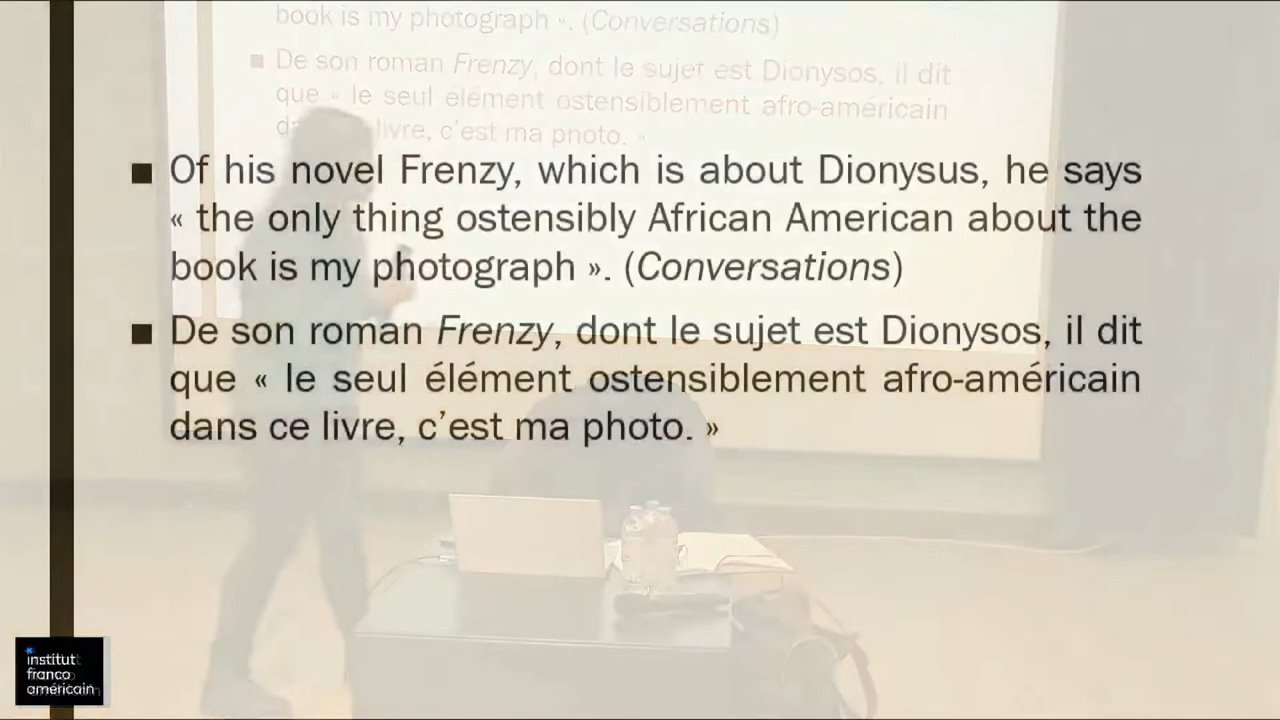 book is my photograph ». (Conversations)
■ De son roman Frenzy, dont le sujet est Dionysos, il dit
que « le seul élément ostensiblement afro-américain
livre, c'est ma photo. »
■ Of his novel Frenzy, which is about Dionysus, he says
« the only thing ostensibly African American about the
book is my photograph ». (Conversations)
■ De son roman Frenzy, dont le sujet est Dionysos, il dit
que « le seul élément ostensiblement afro-américain
dans ce livre, c'est ma photo. »
institut
franco
américain